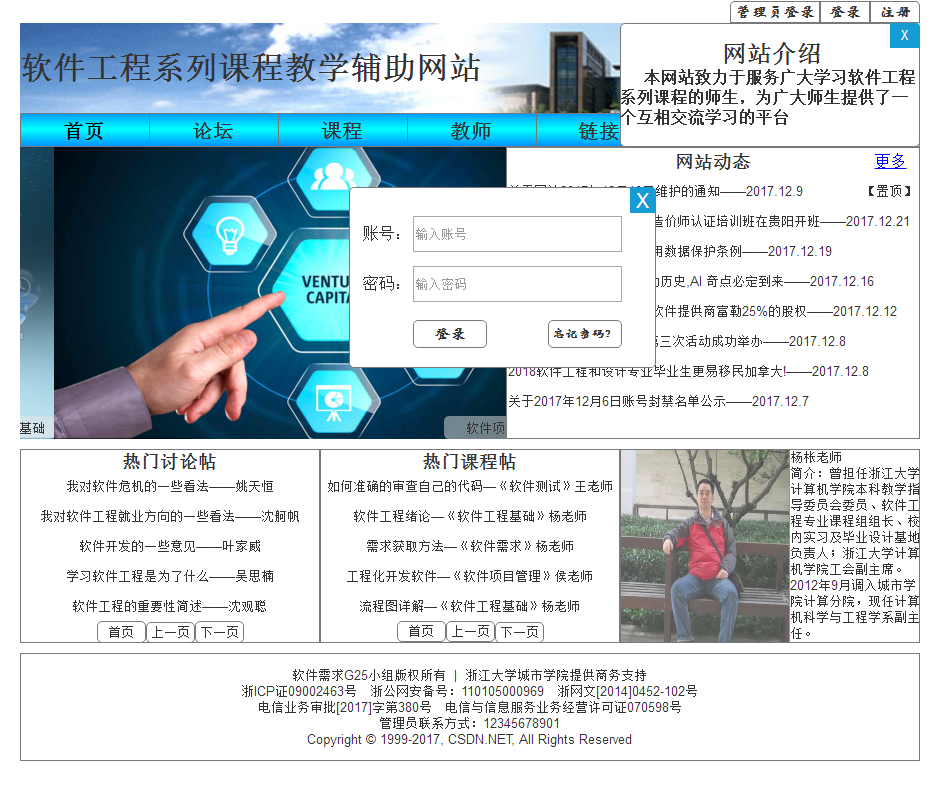 管理员登录 登录 注册
软件工程系列课程教学辅助网站
X
网站介绍
本网站致力于服务广大学习软件工程
系列课程的师生，为广大师生提供了一
个互相交流学习的平台
首页 论坛 课程 教师 链接
网站动态 更多
维护的通知——2017.12.9 【置顶】
造价师认证培训班在贵阳开班——2017.12.21
用数据保护条例——2017.12.19
历史,AI 奇点必定到来——2017.12.16
软件提供商富勒25%的股权——2017.12.12
第三次活动成功举办——2017.12.8
2018软件工程和设计专业毕业生更易移民加拿大!——2017.12.8
关于2017年12月6日账号封禁名单公示——2017.12.7
VENTU
CAPITA
基础
软件项
X
账号： 输入账号
密码： 输入密码
登录 忘记密码？
热门讨论帖
我对软件危机的一些看法——姚天恒
我对软件工程就业方向的一些看法——沈舸帆
软件开发的一些意见——叶家威
学习软件工程是为了什么——吴思楠
软件工程的重要性简述——沈观聪
首页 上一页 下一页
热门课程帖
如何准确的审查自己的代码—《软件测试》王老师
软件工程绪论—《软件工程基础》杨老师
需求获取方法—《软件需求》杨老师
工程化开发软件—《软件项目管理》侯老师
流程图详解—《软件工程基础》杨老师
首页 上一页 下一页
杨枨老师
简介：曾担任浙江大学
计算机学院本科教学指
导委员会委员、软件工
程专业课程组组长、校
内实习及毕业设计基地
负责人；浙江大学计算
机学院工会副主席。
2012年9月调入城市学
院计算分院，现任计算
机科学与工程学系副主
任。
软件需求G25小组版权所有 | 浙江大学城市学院提供商务支持
浙ICP证09002463号 浙公网安备号：110105000969 浙网文[2014]0452-102号
电信业务审批[2017]字第380号 电信与信息服务业务经营许可证070598号
管理员联系方式：12345678901
Copyright © 1999-2017, CSDN.NET, All Rights Reserved